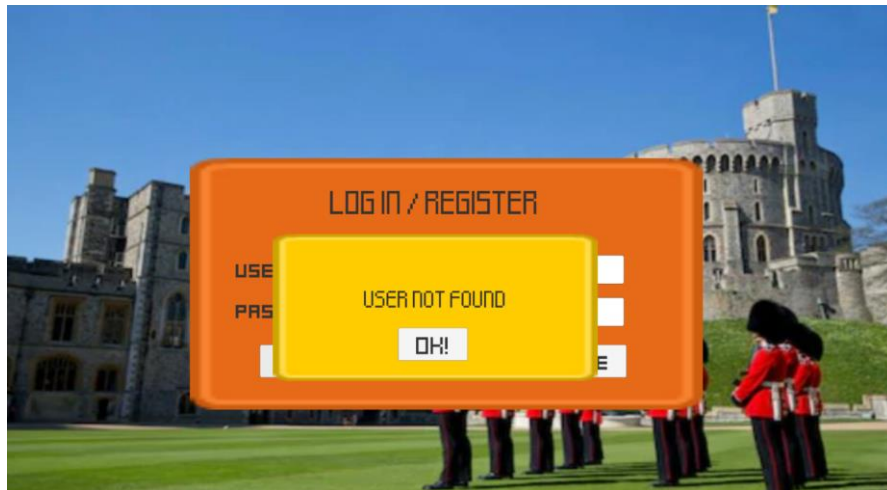 LOG IN / REGISTER
USE
PAS
USER NOT FOUND
OK!
E